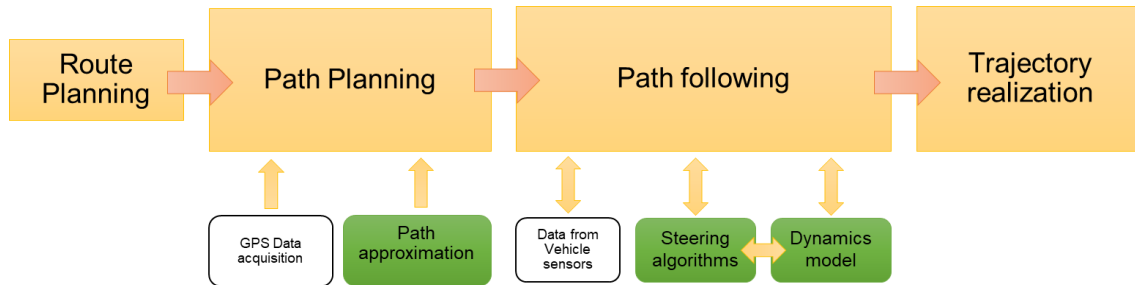 Route
Planning
Path Planning
Path following
Trajectory
realization
GPS Data
acquisition
Path
approximation
Data from
Vehicle
sensors
Steering
algorithms
Dynamics
model